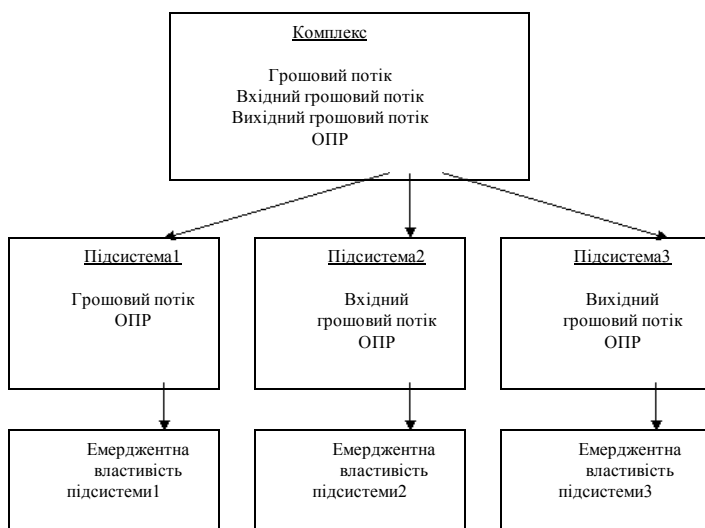 Комплекс
Грошовий потік
Вхідний грошовий потік
Вихідний грошовий потік
ОПР
Підсистема1
Грошовий потік
ОПР
Підсистема2
Вхідний
грошовий потік
ОПР
Підсистема3
Вихідний
грошовий потік
ОПР
Емерджентна
властивість
підсистеми1
Емерджентна
властивість
підсистеми2
Емерджентна
властивість
підсистеми3